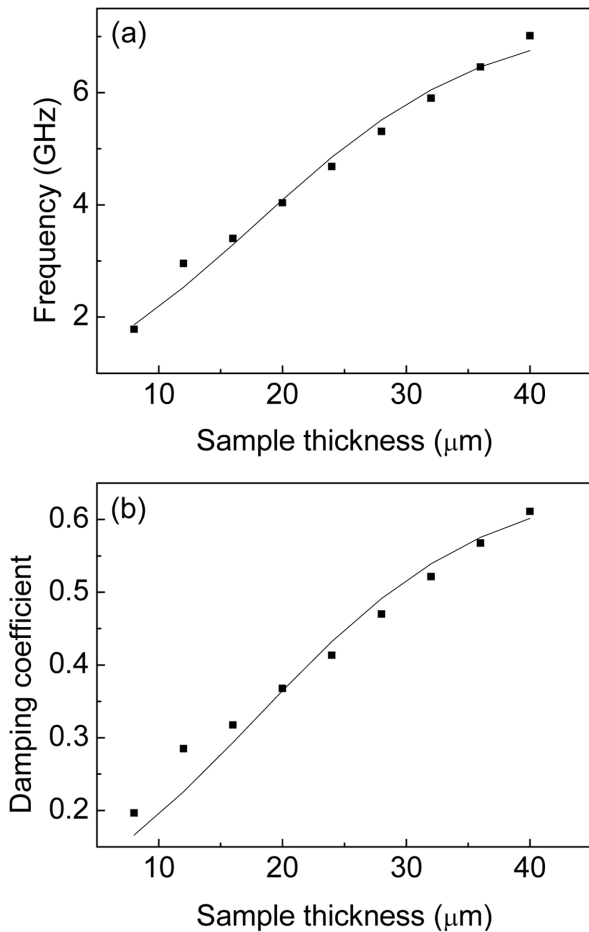 (a)
6
4
2
Frequency (GHz)
10 20 30 40
Sample thickness (μm)
(b)
0.6
0.5
0.4
0.3
0.2
Damping coefficient
10 20 30 40
Sample thickness (μm)